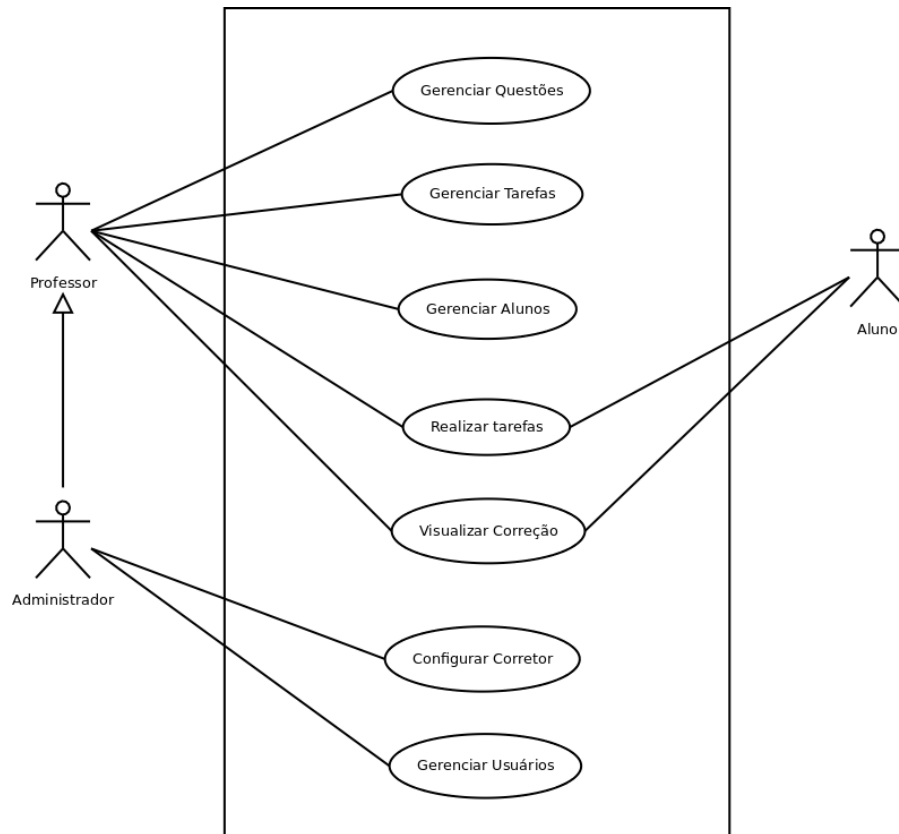 Gerenciar Questões
Gerenciar Tarefas
Professor
Gerenciar Alunos
Aluno
Realizar tarefas
Visualizar Correção
Administrador
Configurar Corretor
Gerenciar Usuários